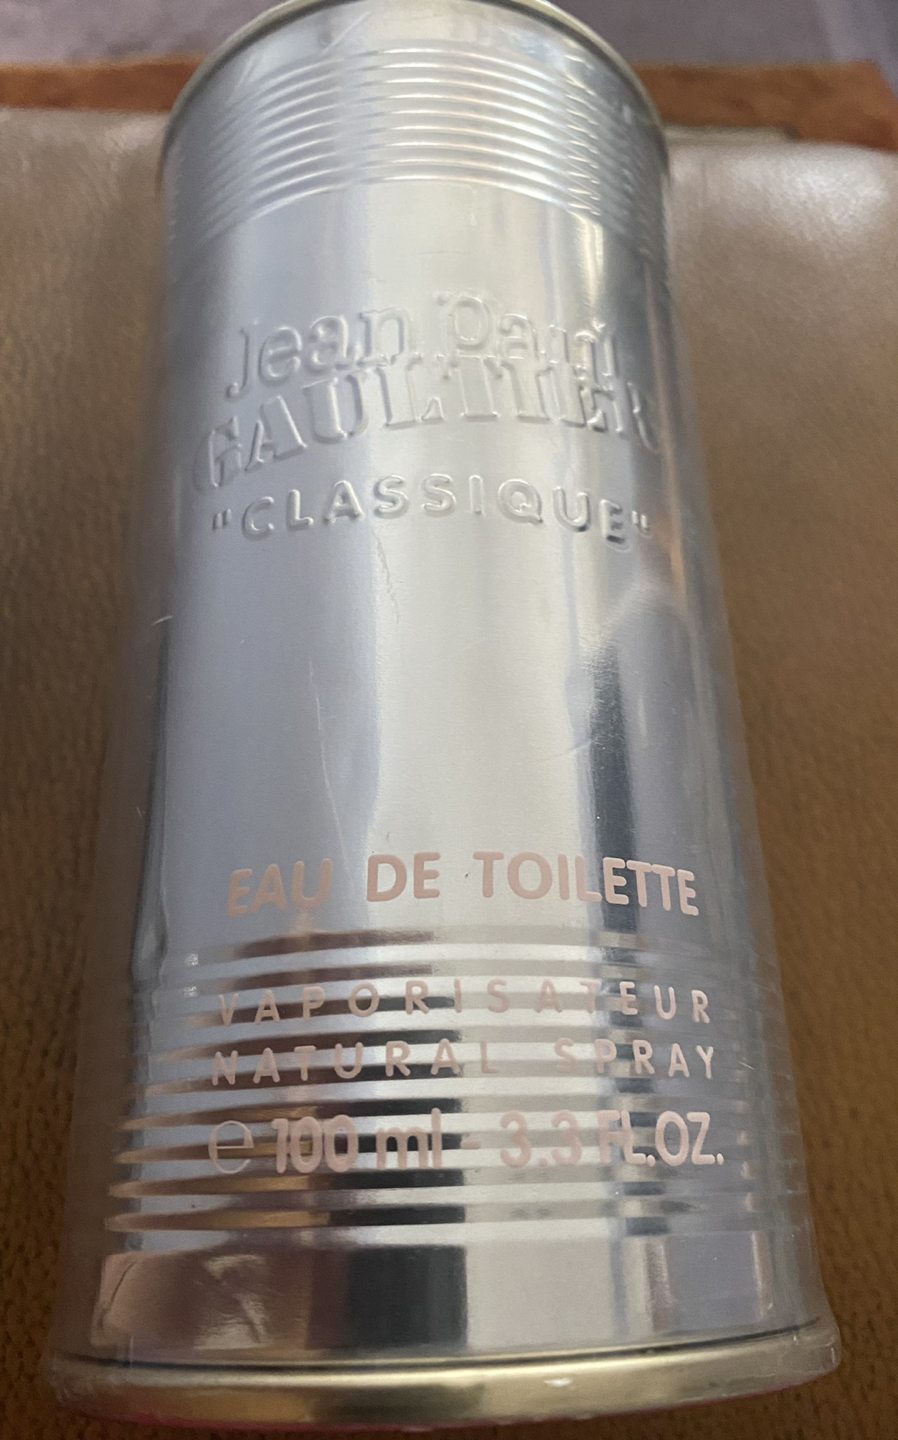 Jean Paul
GAULTIER
"CLASSIQUE"
EAU DE TOILETTE
VAPORISATEUR
NATURAL SPRAY
℮ 100 ml - 3.3 FL.OZ.